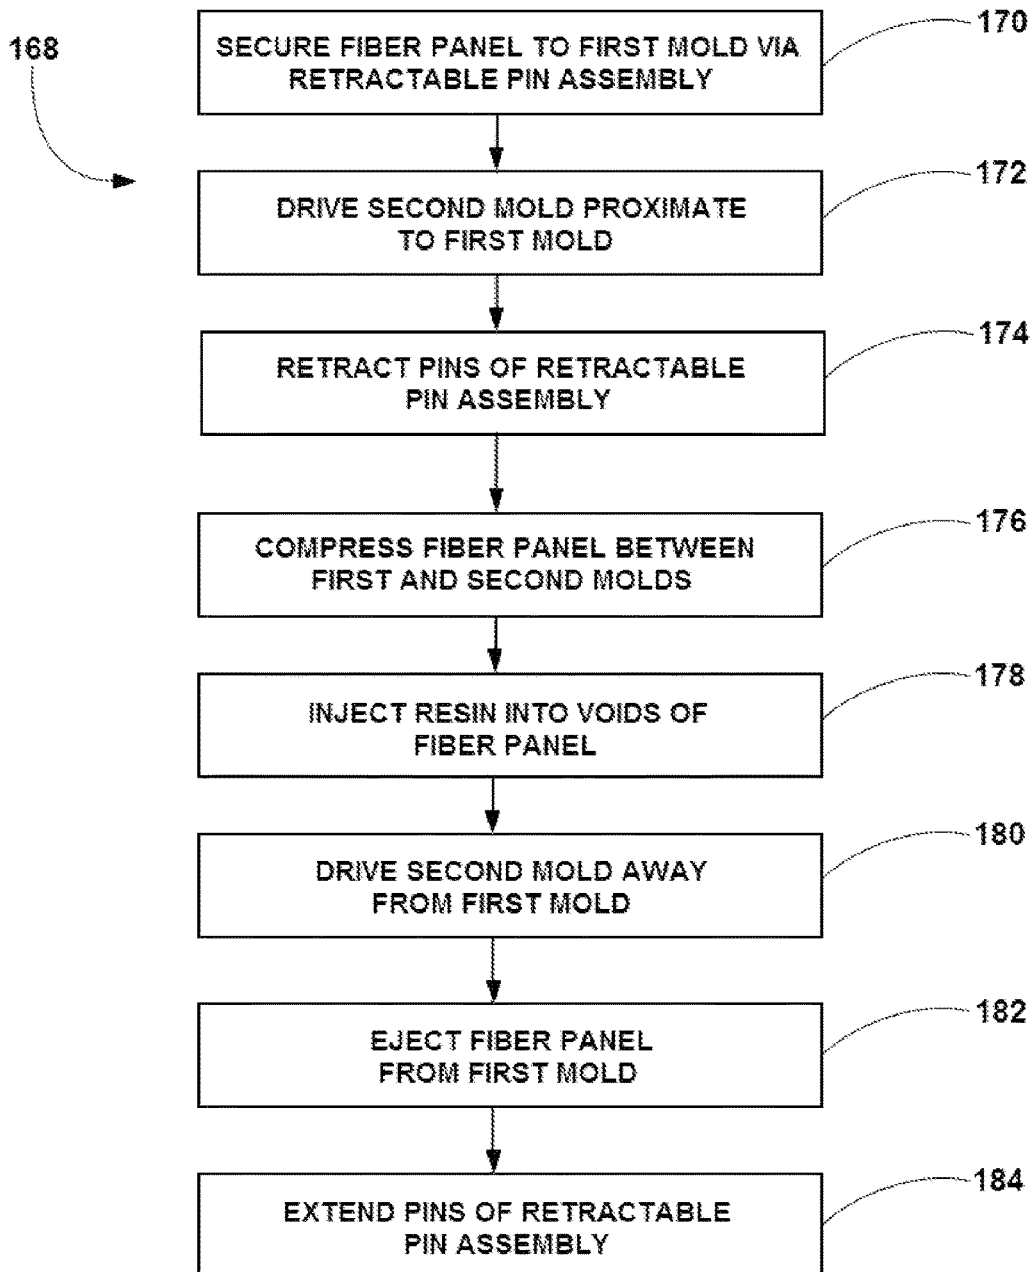 168
SECURE FIBER PANEL TO FIRST MOLD VIA
RETRACTABLE PIN ASSEMBLY
170
DRIVE SECOND MOLD PROXIMATE
TO FIRST MOLD
172
RETRACT PINS OF RETRACTABLE
PIN ASSEMBLY
174
COMPRESS FIBER PANEL BETWEEN
FIRST AND SECOND MOLDS
176
INJECT RESIN INTO VOIDS OF
FIBER PANEL
178
DRIVE SECOND MOLD AWAY
FROM FIRST MOLD
180
EJECT FIBER PANEL
FROM FIRST MOLD
182
EXTEND PINS OF RETRACTABLE
PIN ASSEMBLY
184